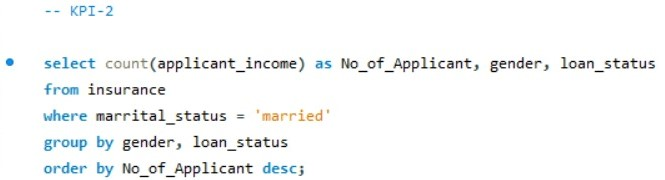 -- KPI-2
select count(applicant_income) as No_of_Applicant, gender, loan_status
from insurance
where marrital_status = 'married'
group by gender, loan_status
order by No_of_Applicant desc;